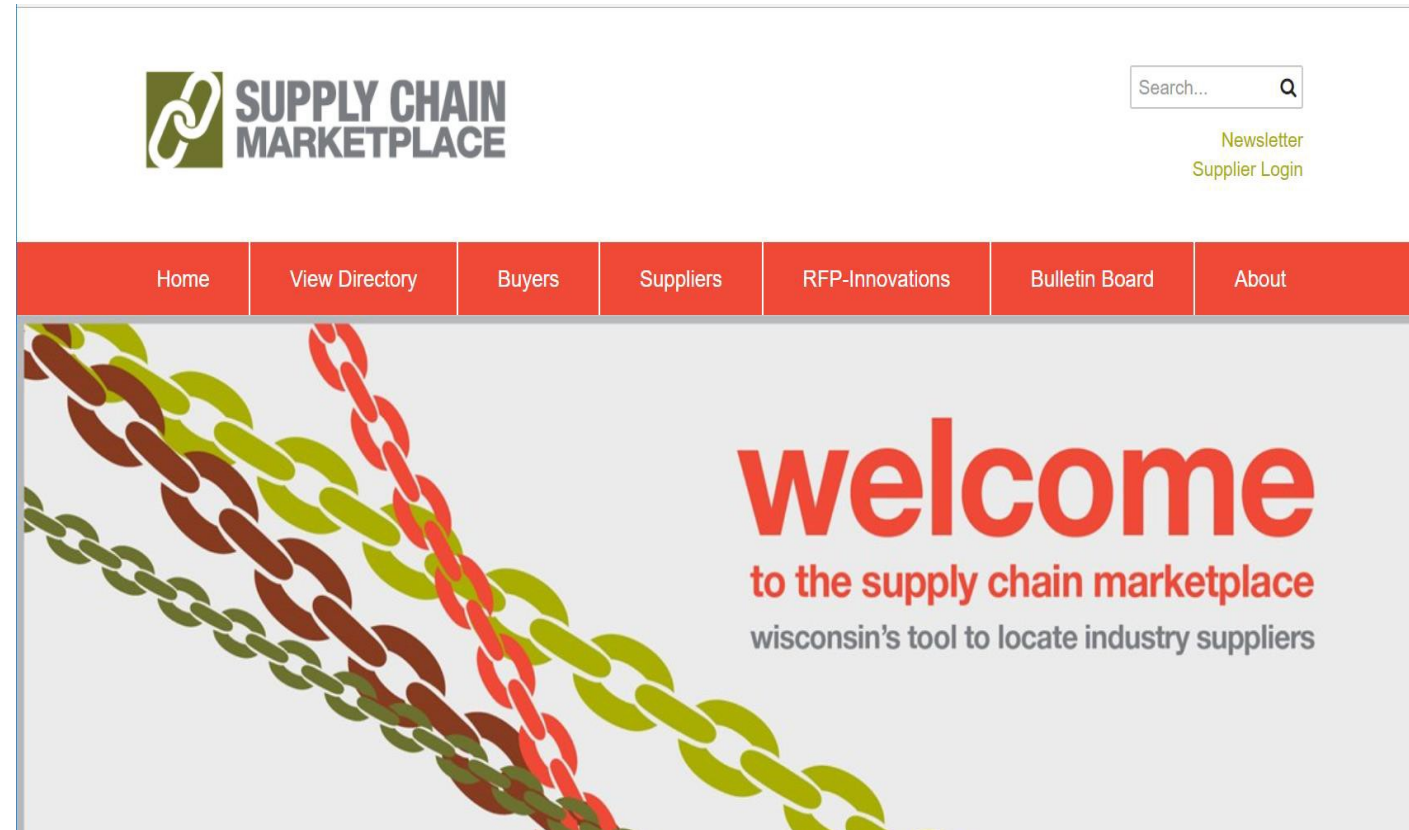 SUPPLY CHAIN
MARKETPLACE
Search...
Newsletter
Supplier Login
Home View Directory Buyers Suppliers RFP-Innovations Bulletin Board About
welcome
to the supply chain marketplace
wisconsin's tool to locate industry suppliers